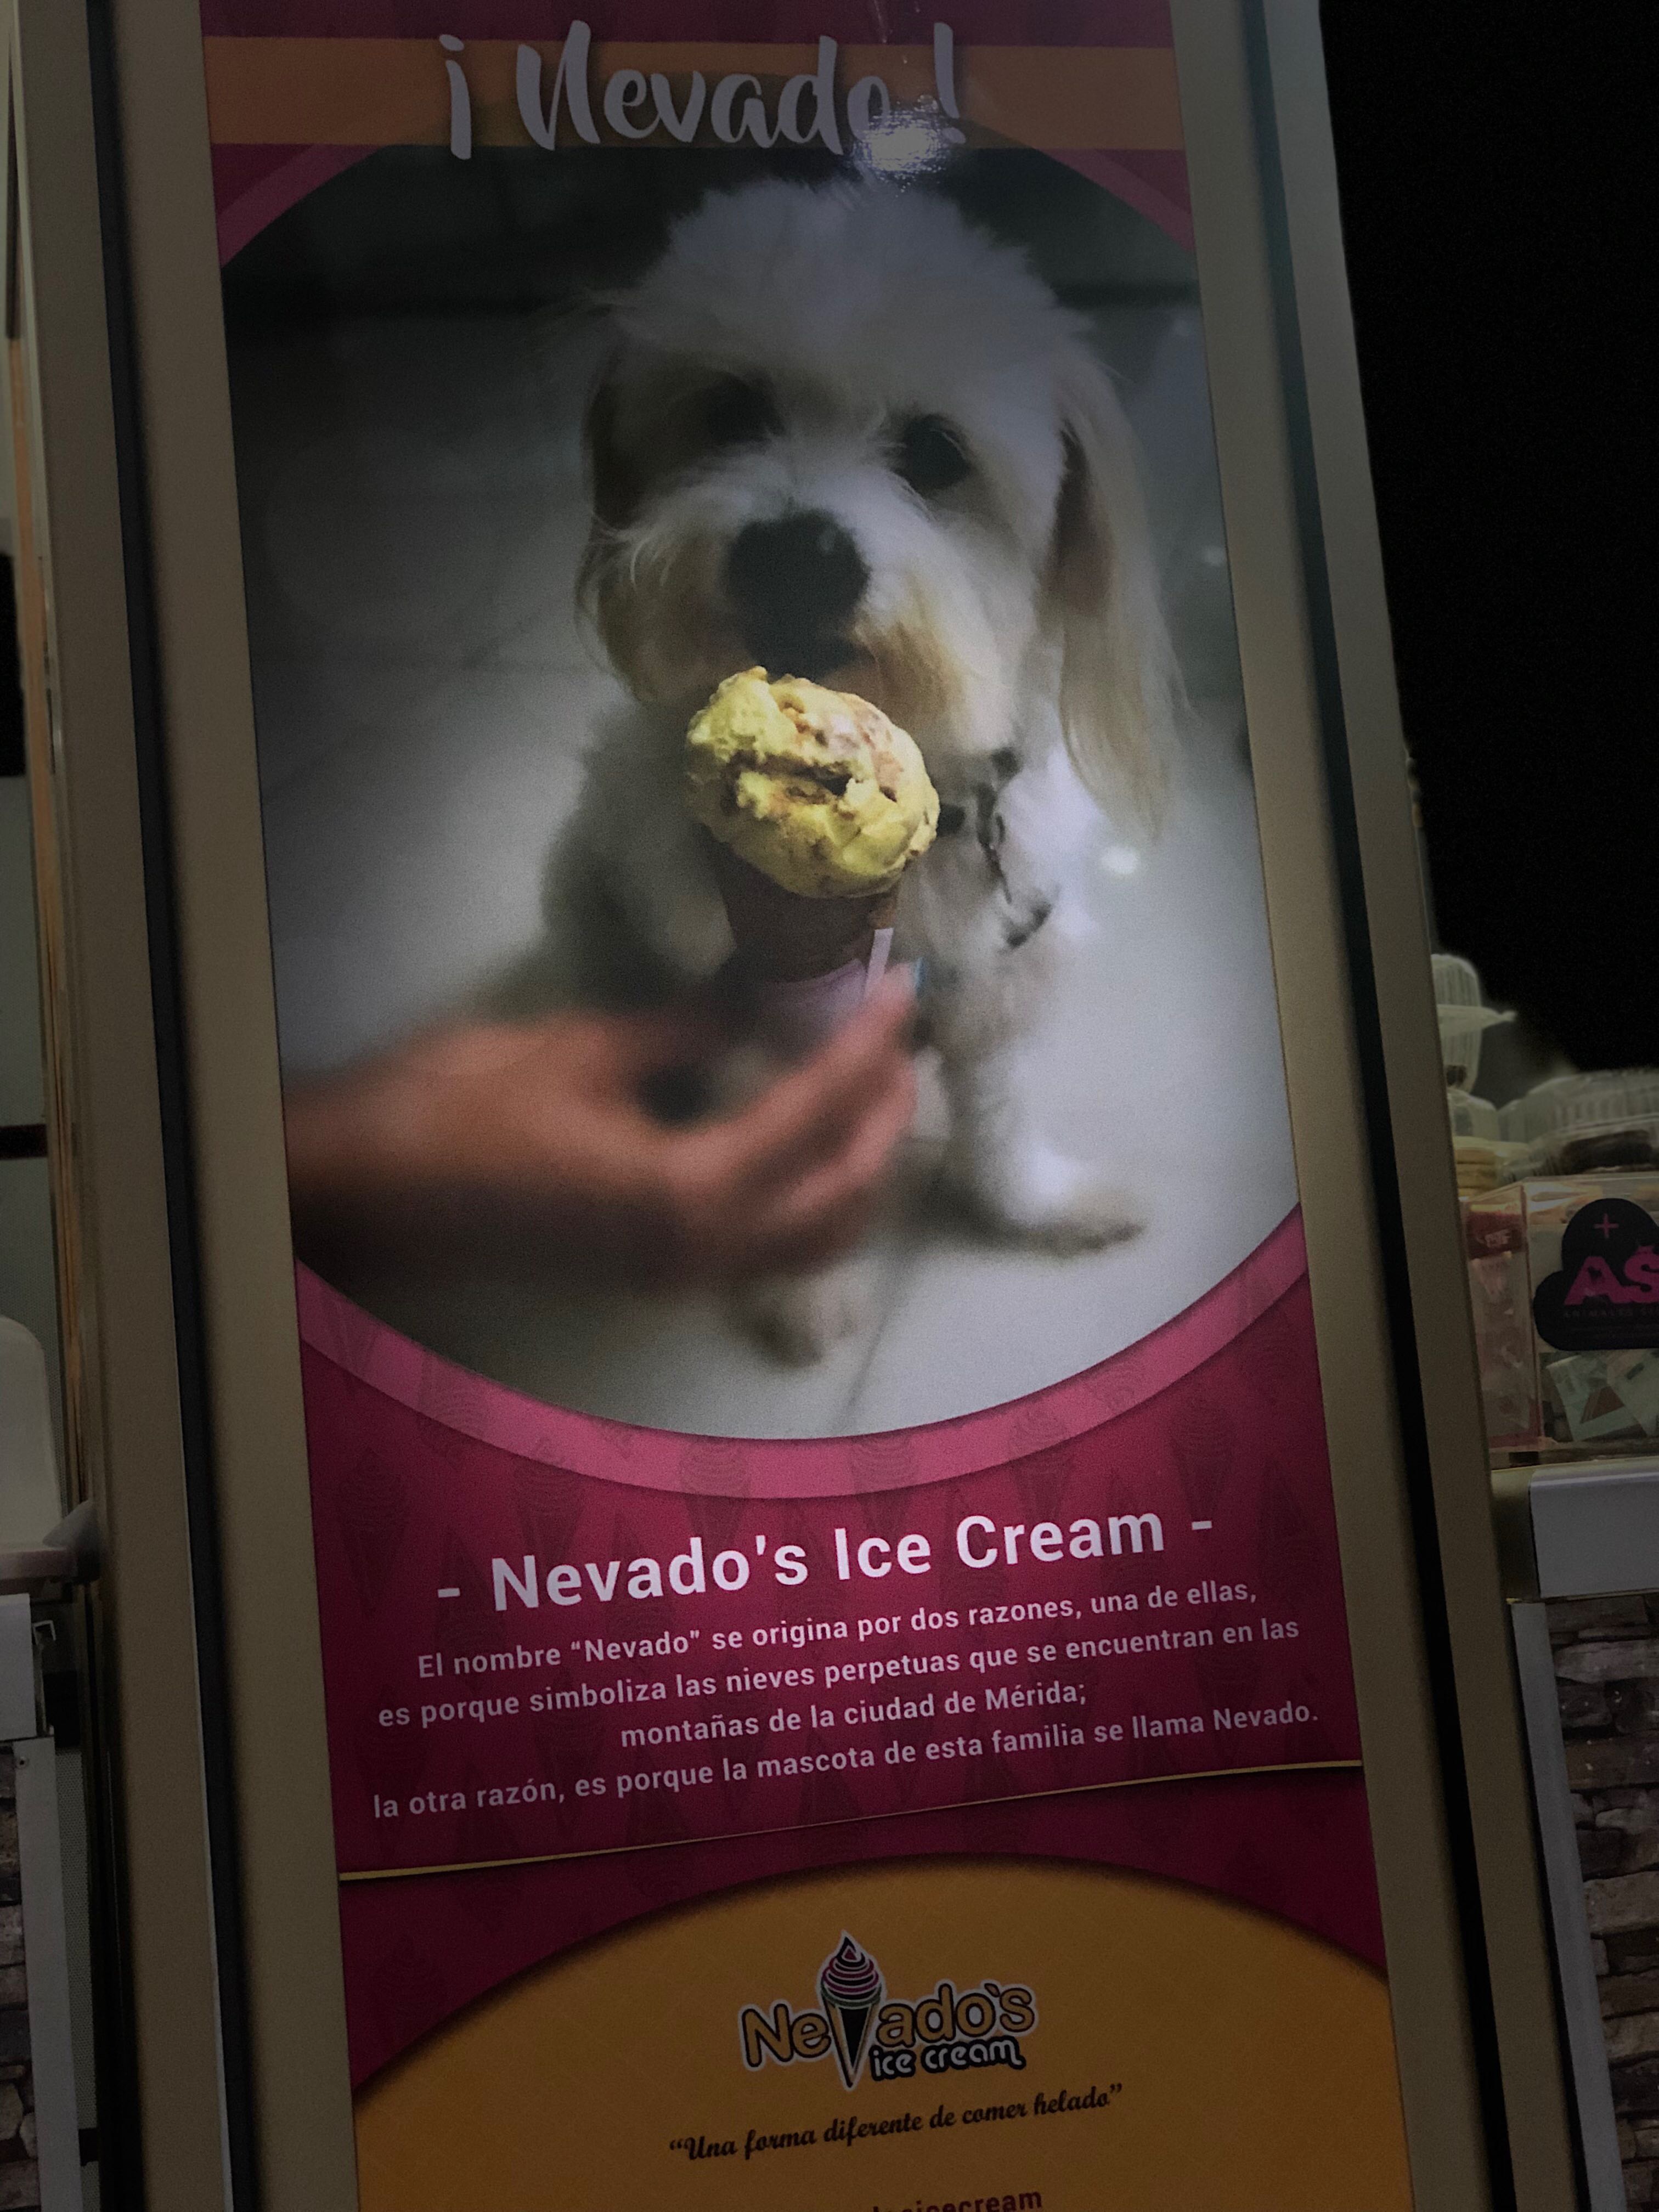 ¡Nevado!
- Nevado's Ice Cream -
El nombre “Nevado” se origina por dos razones, una de ellas,
es porque simboliza las nieves perpetuas que se encuentran en las
montañas de la ciudad de Mérida;
la otra razón, es porque la mascota de esta familia se llama Nevado.
Nevado's
ice cream
“Una forma diferente de comer helado”